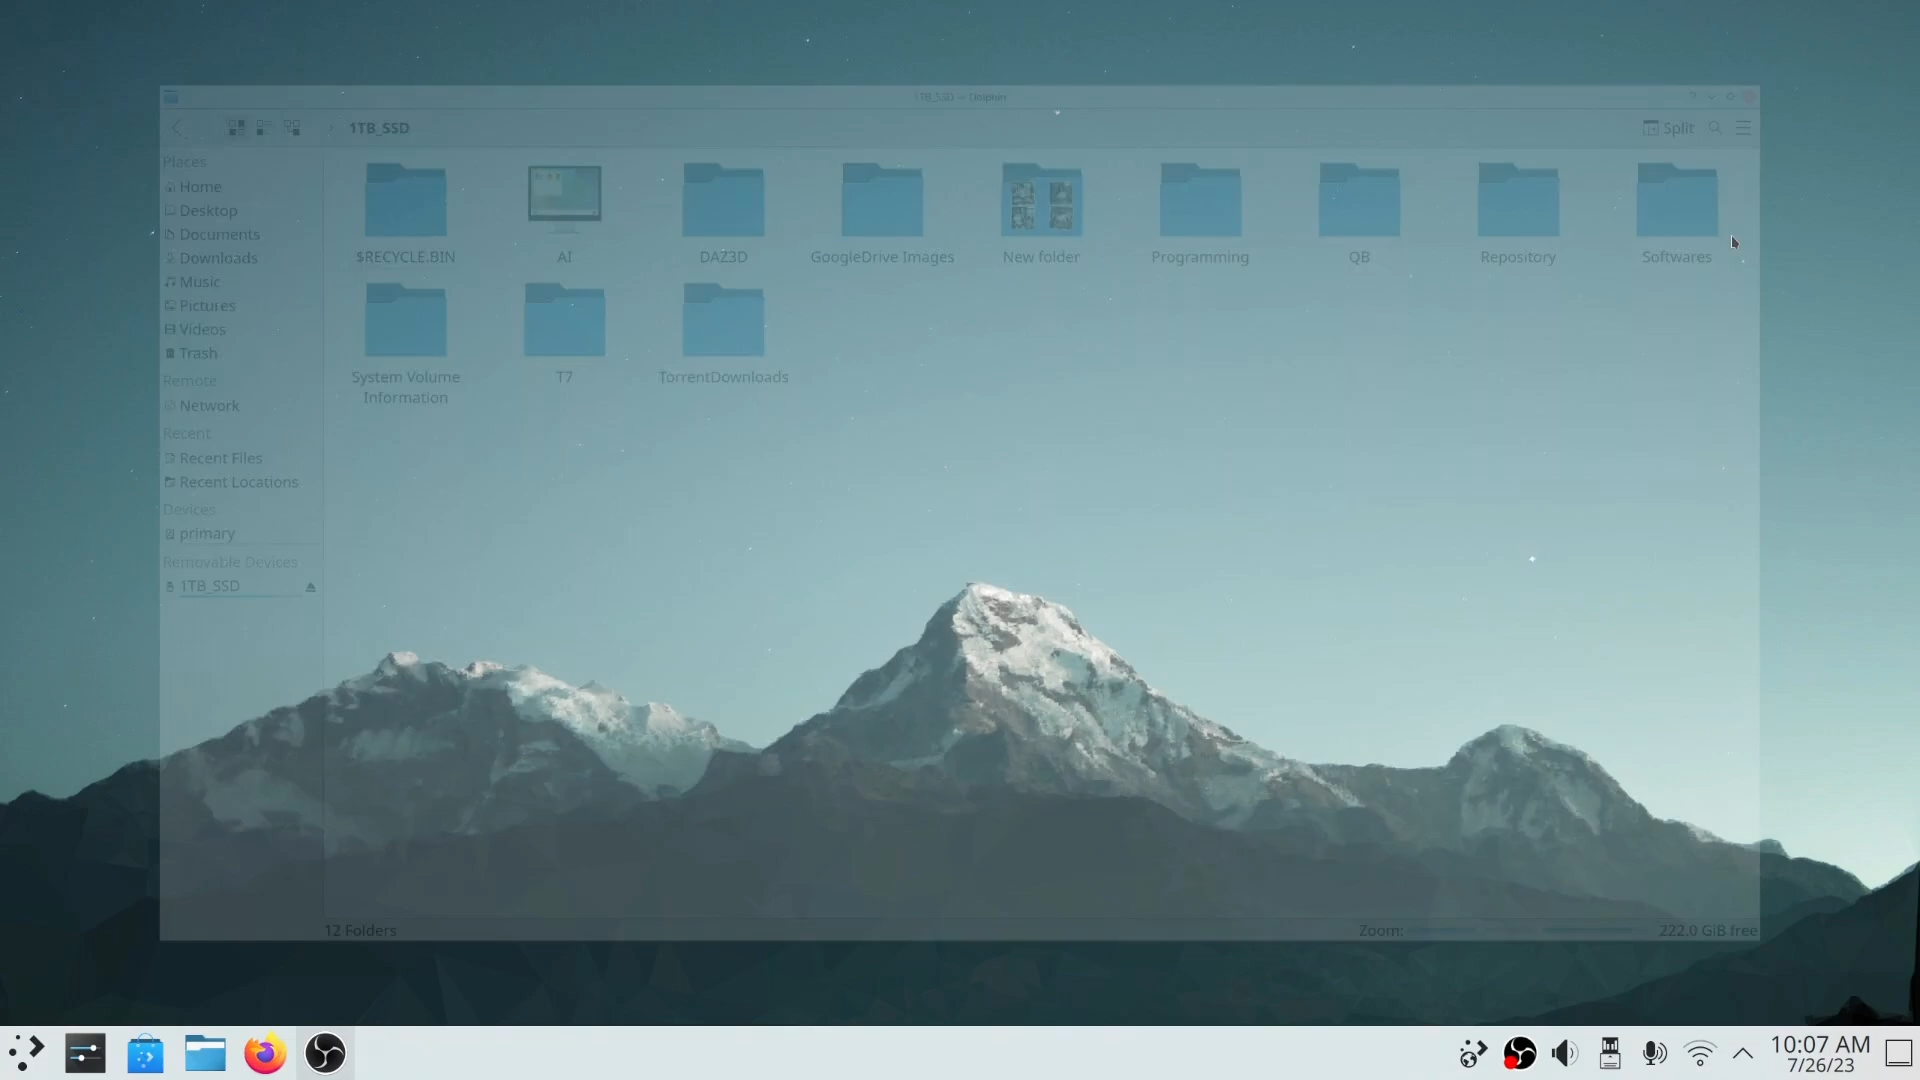 1TB_SSD — Dolphin
1TB_SSD
Split
Places
Home
Desktop
Documents
Downloads
Music
Pictures
Videos
Trash
Remote
Network
Recent
Recent Files
Recent Locations
Devices
primary
Removable Devices
1TB_SSD
$RECYCLE.BIN
AI
DAZ3D
GoogleDrive Images
New folder
Programming
QB
Repository
Softwares
System Volume
Information
T7
TorrentDownloads
12 Folders
Zoom:
222.0 GiB free
10:07 AM
7/26/23